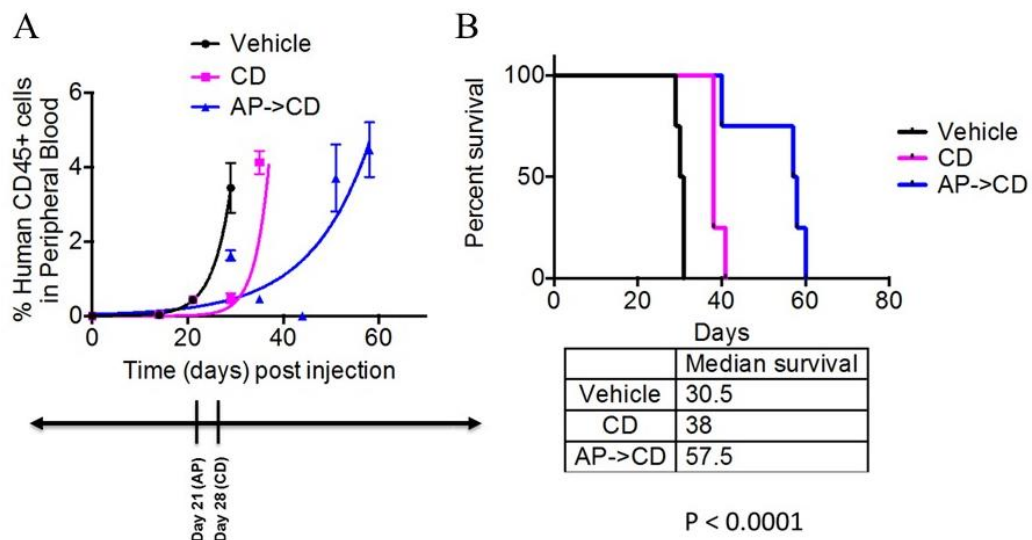 A
Vehicle
CD
AP->CD
% Human CD45+ cells
in Peripheral Blood
6
4
2
0
0 20 40 60
Time (days) post injection
Day 21 (AP)
Day 28 (CD)
B
Percent survival
100
50
0
0 20 40 60 80
Days
Vehicle
CD
AP->CD
Median survival
Vehicle 30.5
CD 38
AP->CD 57.5
P < 0.0001